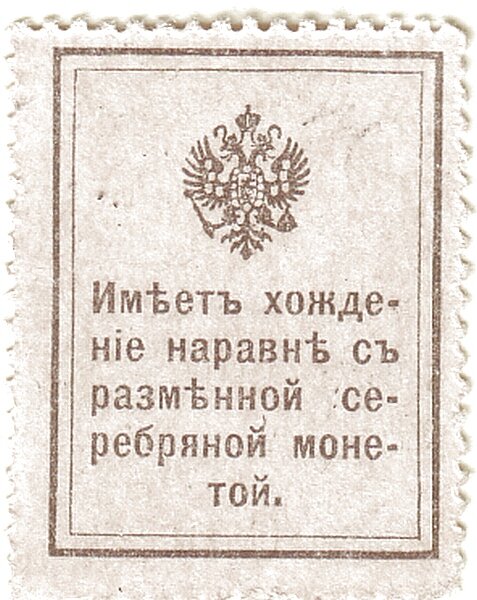 Имѣетъ хожде-
ніе наравнѣ съ
размѣнной се-
ребряной моне-
той.